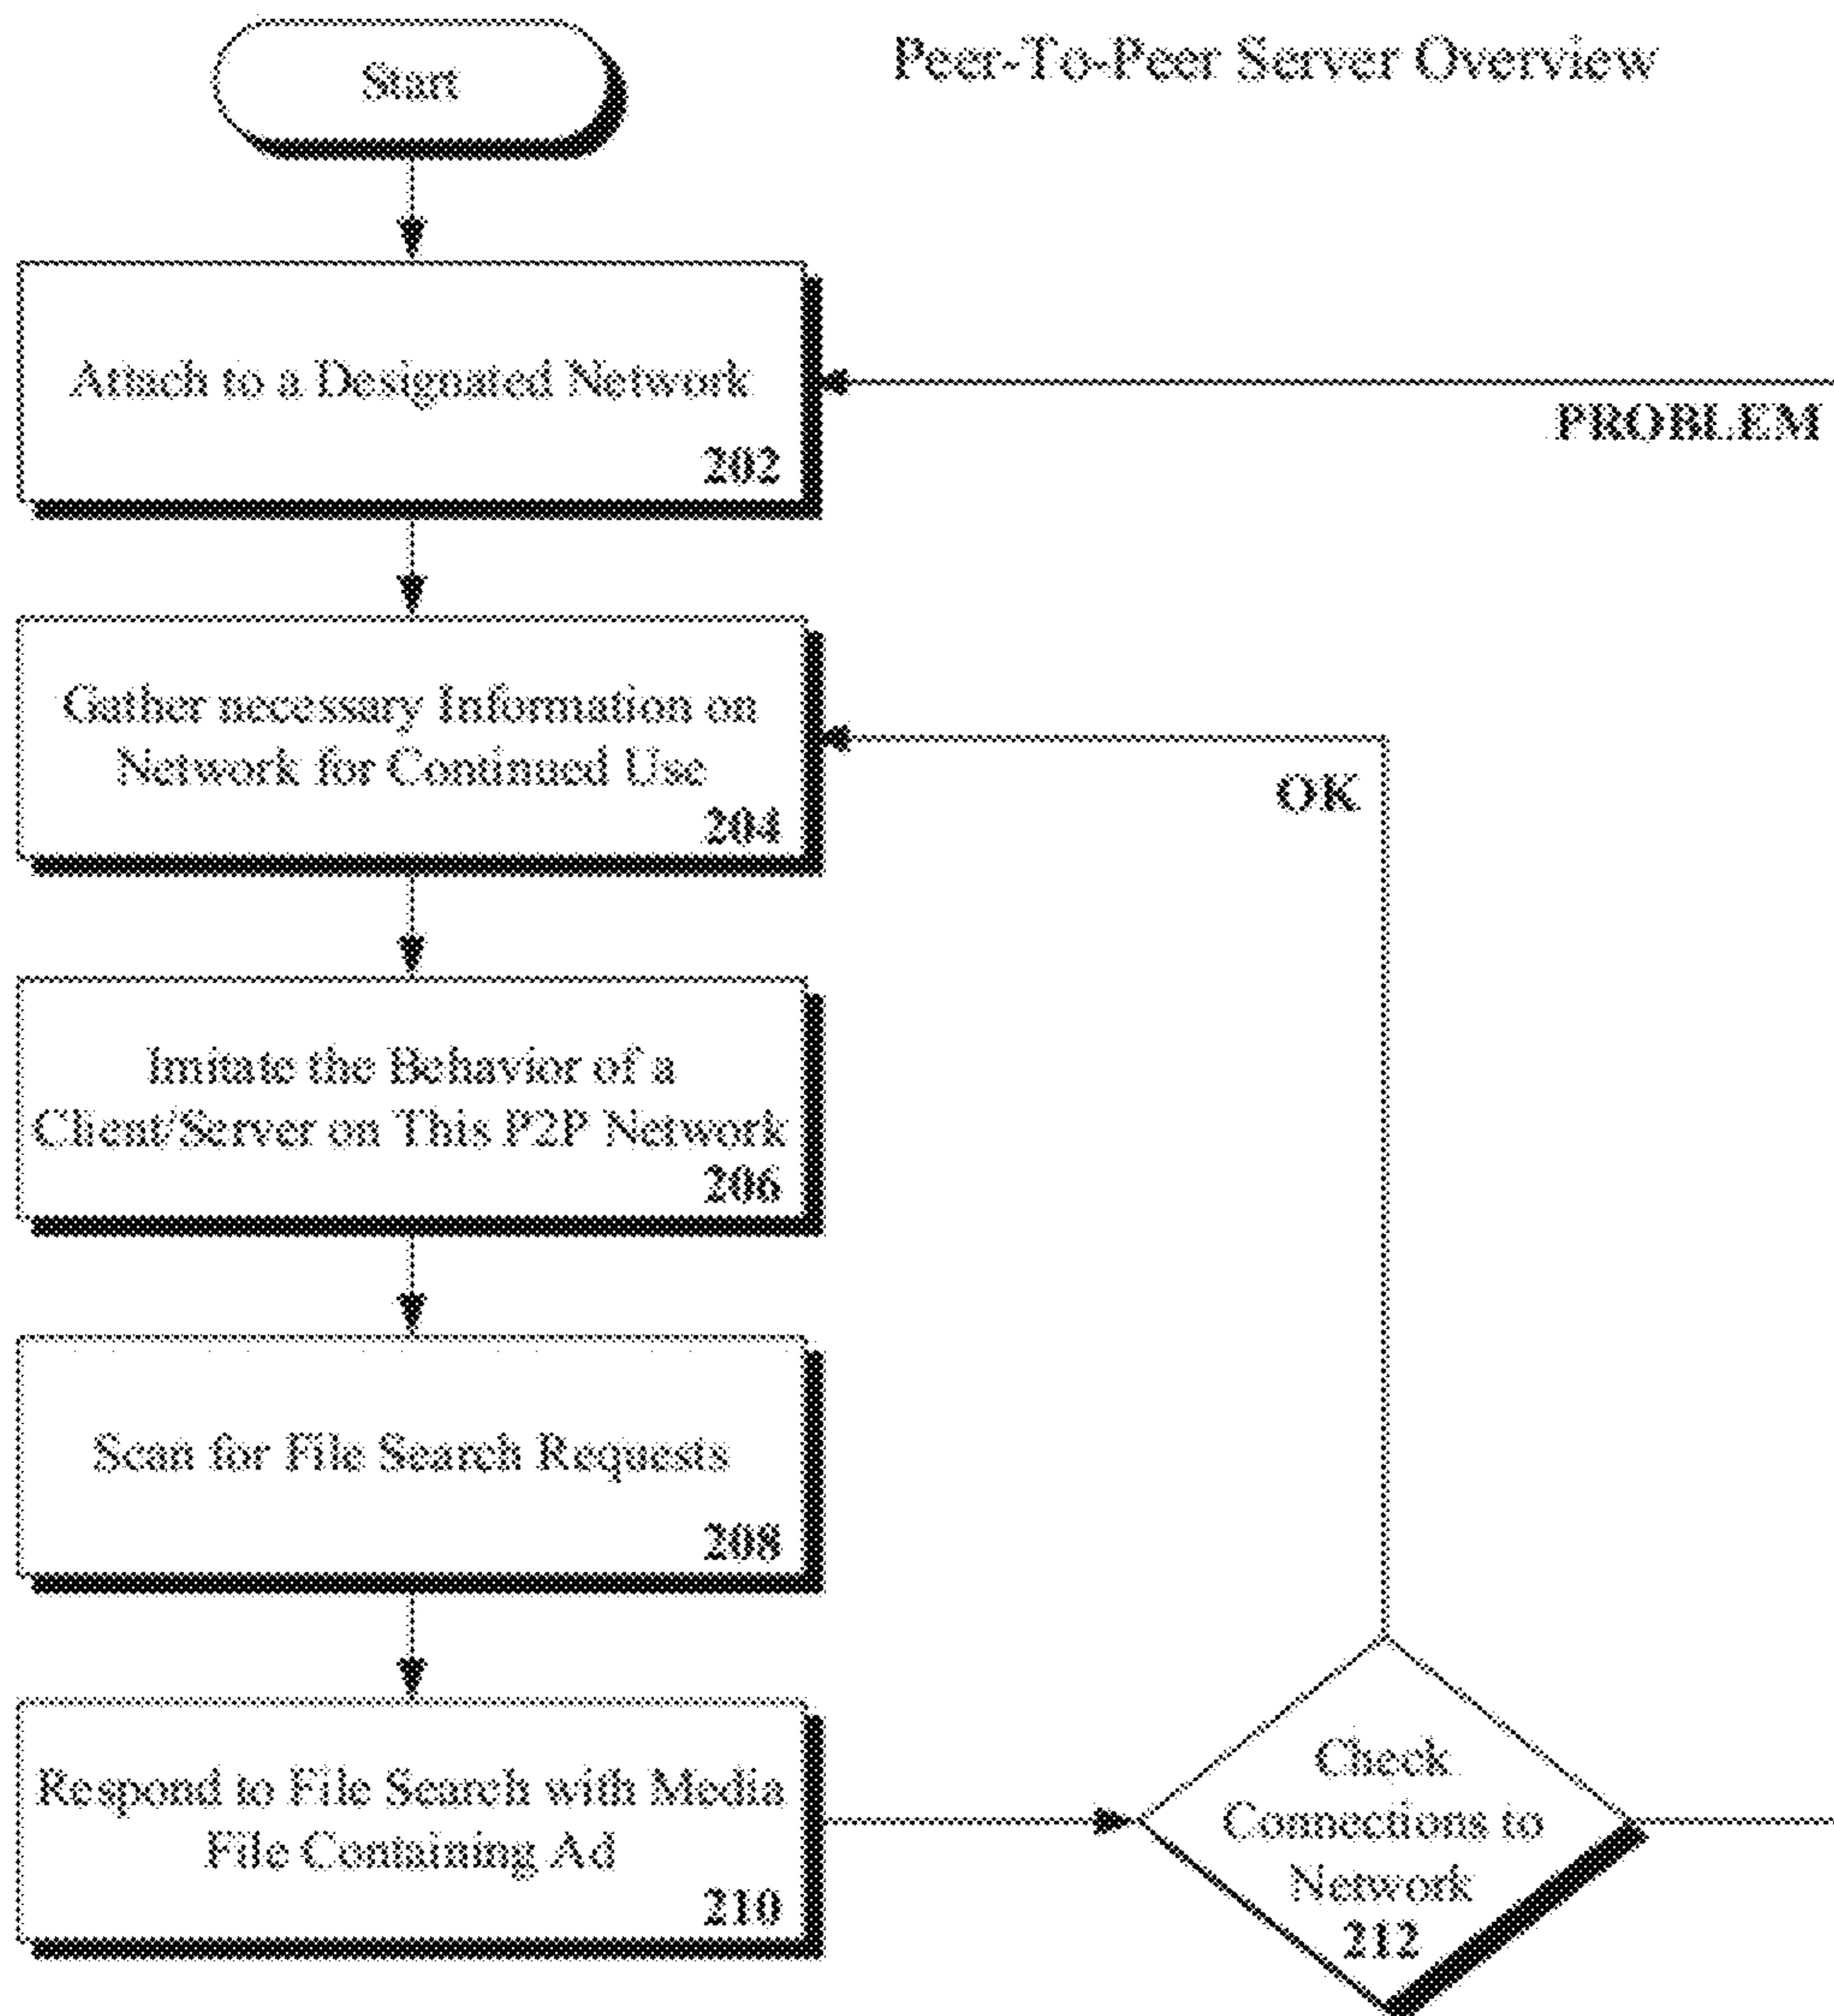 Peer-To-Peer Server Overview
Start
Attach to a Designated Network
202
PROBLEM
Gather necessary Information on
Network for Continued Use
204
OK
Imitate the Behavior of a
Client/Server on This P2P Network
206
Scan for File Search Requests
208
Respond to File Search with Media
File Containing Ad
210
Check
Connections to
Network
212